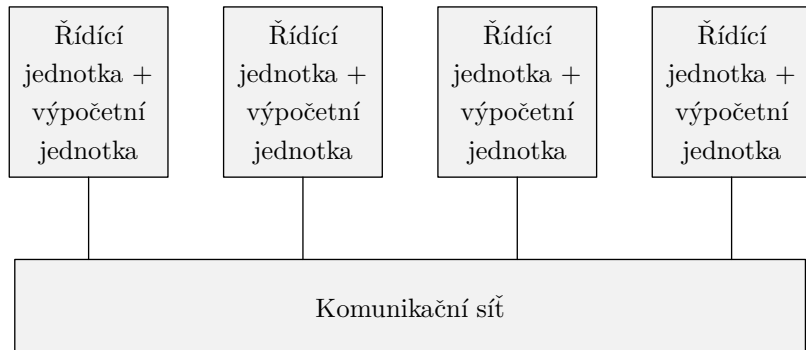 Řídící
jednotka +
výpočetní
jednotka
Řídící
jednotka +
výpočetní
jednotka
Řídící
jednotka +
výpočetní
jednotka
Řídící
jednotka +
výpočetní
jednotka
Komunikační síť